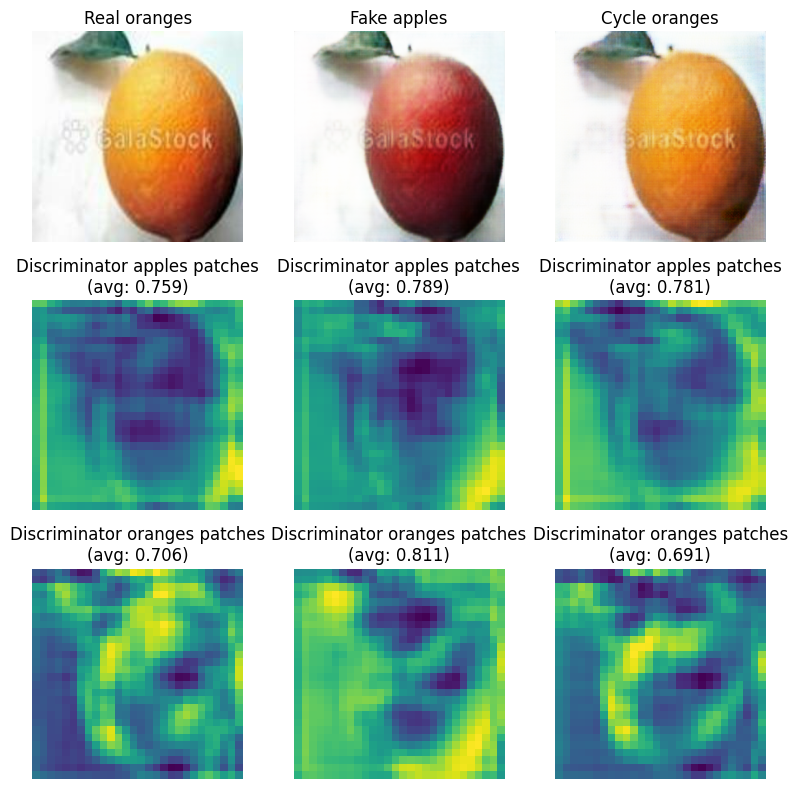 Real oranges
Fake apples
Cycle oranges
GalaStock
GalaStock
GalaStock
Discriminator apples patches
(avg: 0.759)
Discriminator apples patches
(avg: 0.789)
Discriminator apples patches
(avg: 0.781)
Discriminator oranges patches
(avg: 0.706)
Discriminator oranges patches
(avg: 0.811)
Discriminator oranges patches
(avg: 0.691)